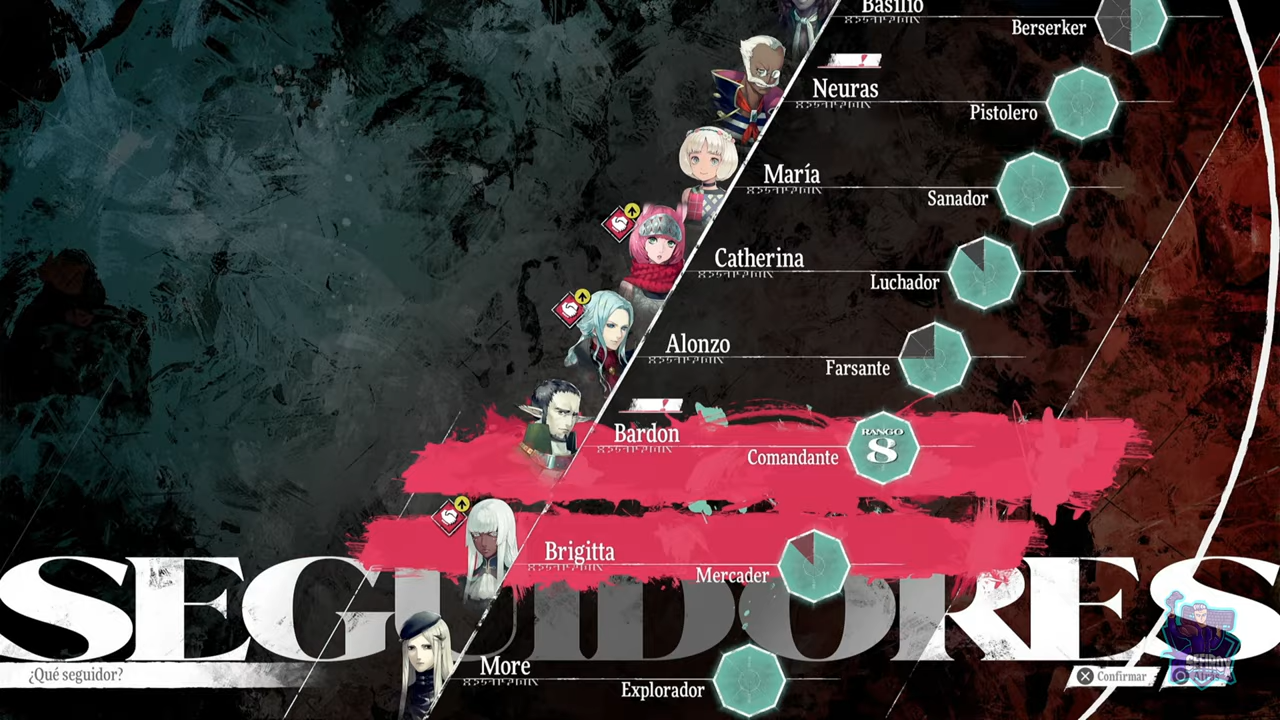 Basilio
Berserker
Neuras
Pistolero
María
Sanador
Catherina
Luchador
Alonzo
Farsante
Bardon
Comandante
RANGO
8
Brigitta
Mercader
SEGUIDORES
More
Explorador
¿Qué seguidor?
Confirmar
Atrás